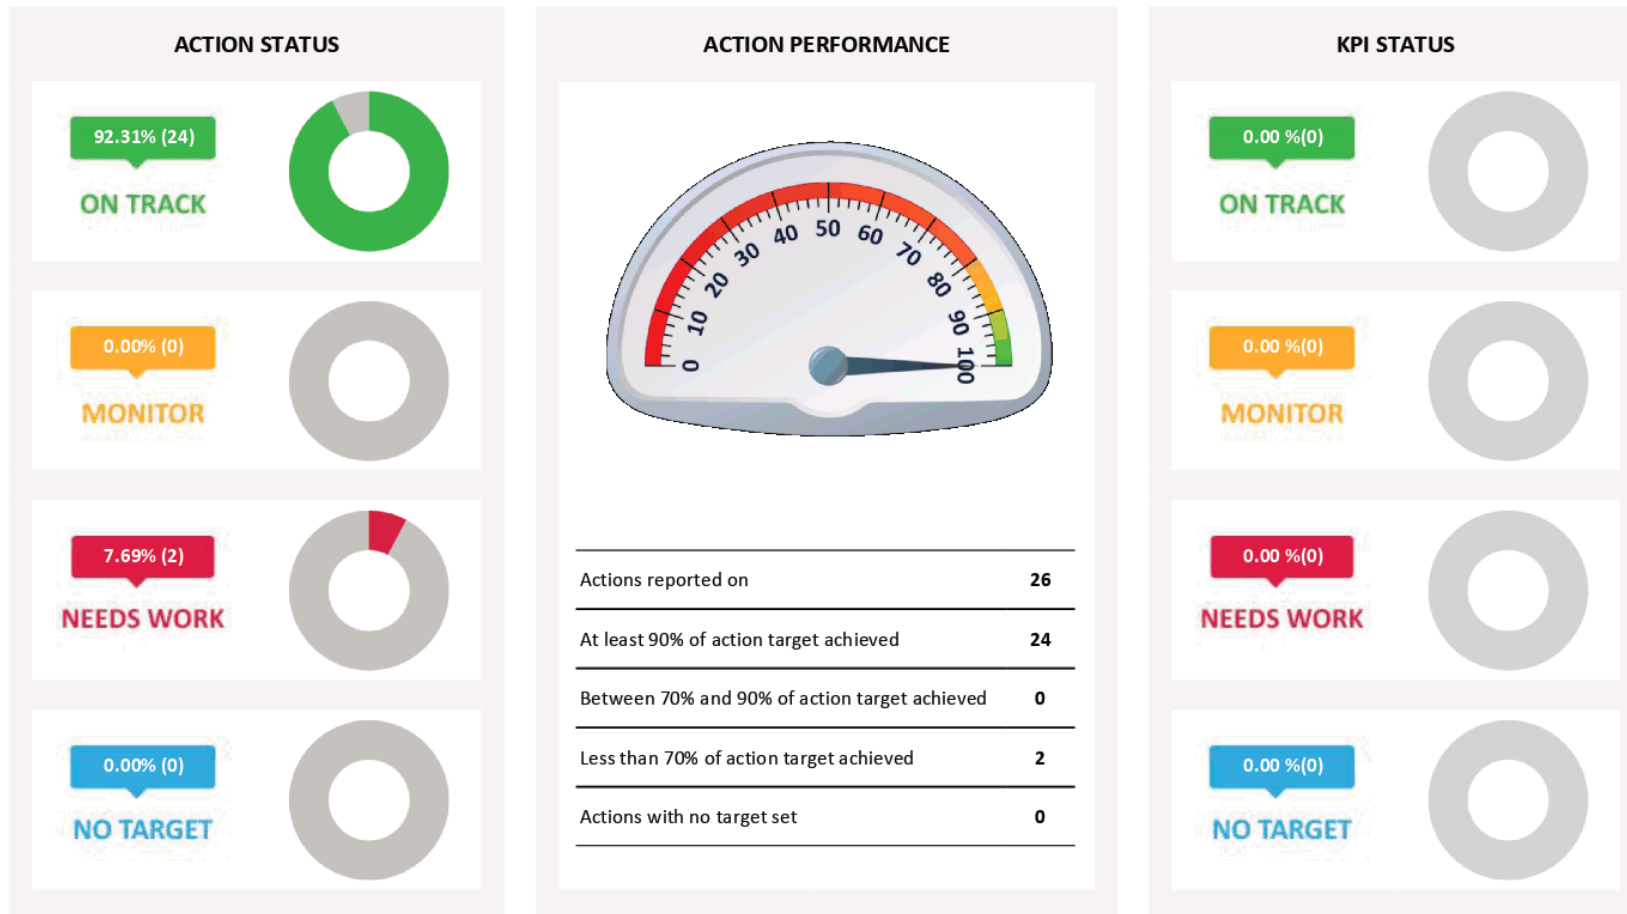 ACTION STATUS
92.31% (24)
ON TRACK
0.00% (0)
MONITOR
7.69% (2)
NEEDS WORK
0.00% (0)
NO TARGET
ACTION PERFORMANCE
0
10
20
30
40
50
60
70
80
90
100
Actions reported on 26
At least 90% of action target achieved 24
Between 70% and 90% of action target achieved 0
Less than 70% of action target achieved 2
Actions with no target set 0
KPI STATUS
0.00 %(0)
ON TRACK
0.00 %(0)
MONITOR
0.00 %(0)
NEEDS WORK
0.00 %(0)
NO TARGET